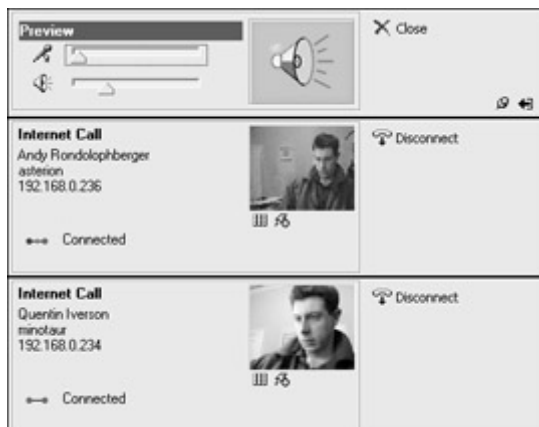 Preview
Close
Internet Call
Andy Rondolophberger
asterion
192.168.0.236
Connected
Disconnect
Internet Call
Quentin Iverson
minotaur
192.168.0.234
Connected
Disconnect